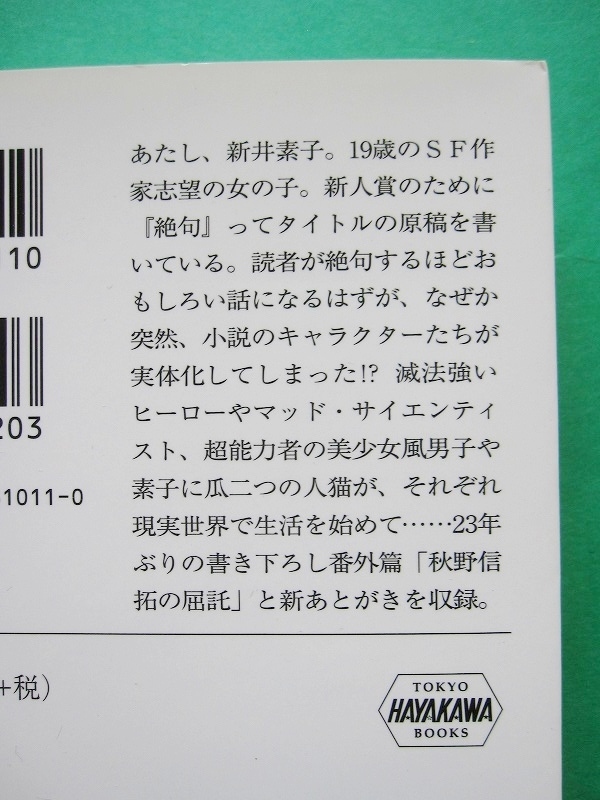 あたし、新井素子。19歳のＳＦ作
家志望の女の子。新人賞のために
『絶句』ってタイトルの原稿を書
いている。読者が絶句するほどお
もしろい話になるはずが、なぜか
突然、小説のキャラクターたちが
実体化してしまった!? 滅法強い
ヒーローやマッド・サイエンティ
スト、超能力者の美少女風男子や
素子に瓜二つの人猫が、それぞれ
現実世界で生活を始めて……23年
ぶりの書き下ろし番外篇「秋野信
拓の屈託」と新あとがきを収録。
110
203
1011-0
+税)
TOKYO
HAYAKAWA
BOOKS